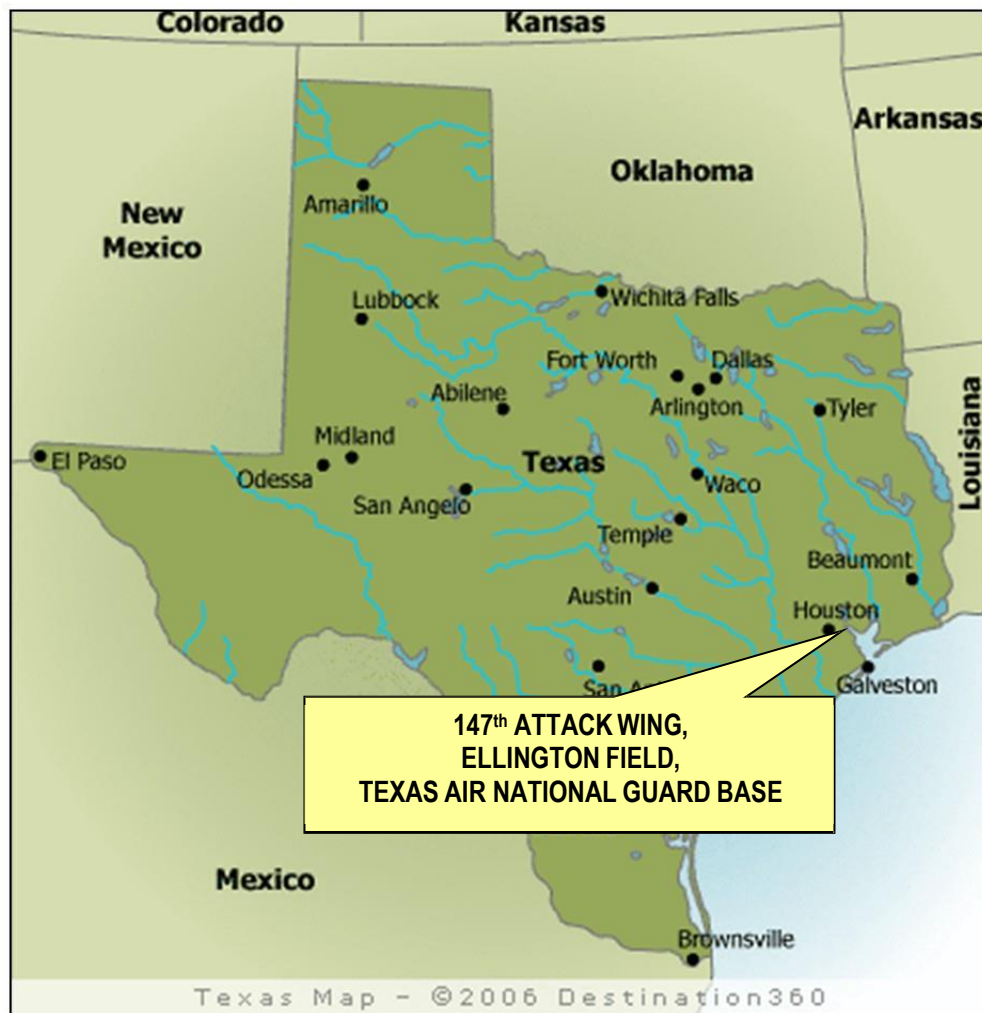 Colorado
Kansas
Arkansas
Oklahoma
New
Mexico
Amarillo
Lubbock
Wichita Falls
Fort Worth
Dallas
Abilene
Arlington
Tyler
Louisiana
El Paso
Midland
Odessa
Texas
San Angelo
Waco
Temple
Beaumont
Austin
Houston
San
Galveston
147th ATTACK WING,
ELLINGTON FIELD,
TEXAS AIR NATIONAL GUARD BASE
Mexico
Brownsville
Texas Map - ©2006 Destination360